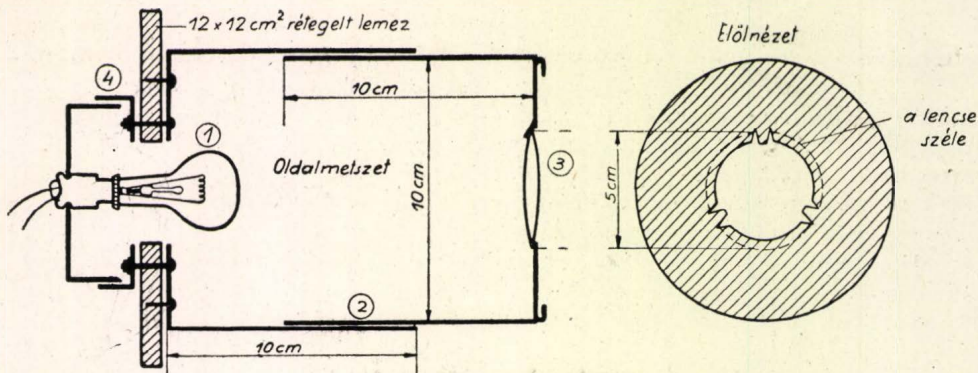 12 x 12 cm² rétegelt lemez
Előlnézet
4
10 cm
1
a lencse
széle
Oldalmetszet
3
10 cm
5 cm
2
10 cm